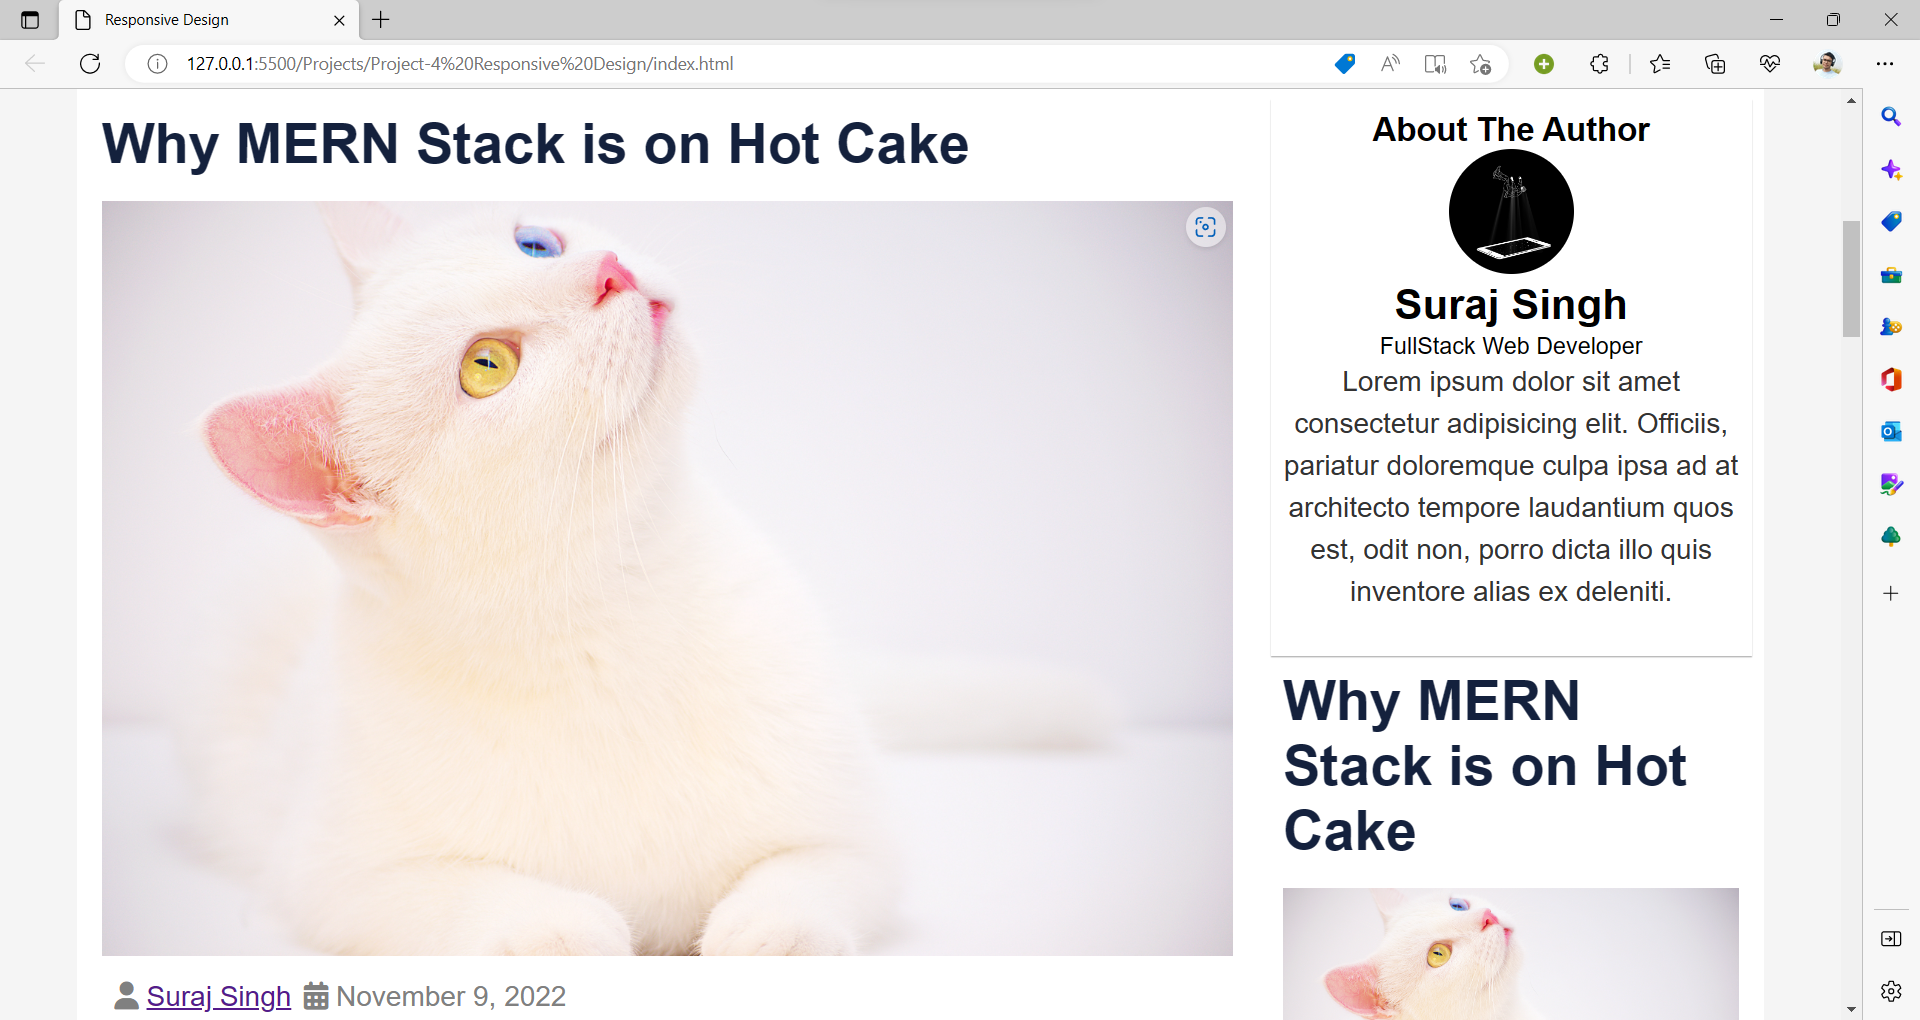 Responsive Design
127.0.0.1:5500/Projects/Project-4%20Responsive%20Design/index.html
Why MERN Stack is on Hot Cake
Suraj Singh November 9, 2022
About The Author
Suraj Singh
FullStack Web Developer
Lorem ipsum dolor sit amet
consectetur adipisicing elit. Officiis,
pariatur doloremque culpa ipsa ad at
architecto tempore laudantium quos
est, odit non, porro dicta illo quis
inventore alias ex deleniti.
Why MERN
Stack is on Hot
Cake